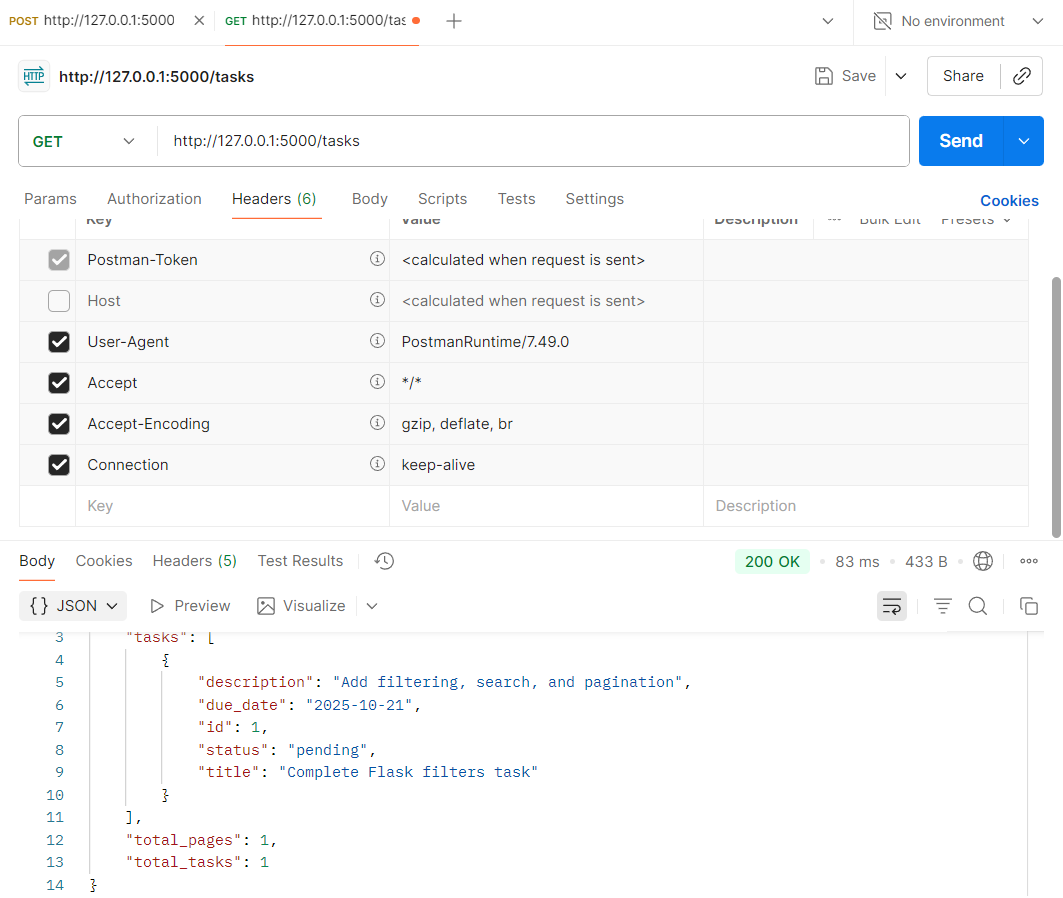 POST http://127.0.0.1:5000
GET http://127.0.0.1:5000/tas
No environment
HTTP
http://127.0.0.1:5000/tasks
Save
Share
GET
http://127.0.0.1:5000/tasks
Send
Params Authorization Headers (6) Body Scripts Tests Settings Cookies
Key Value Description Bulk Edit Presets
Postman-Token <calculated when request is sent>
Host <calculated when request is sent>
User-Agent PostmanRuntime/7.49.0
Accept */*
Accept-Encoding gzip, deflate, br
Connection keep-alive
Key Value Description
Body Cookies Headers (5) Test Results 200 OK • 83 ms • 433 B
{} JSON Preview Visualize
3 "tasks": [
4 {
5 "description": "Add filtering, search, and pagination",
6 "due_date": "2025-10-21",
7 "id": 1,
8 "status": "pending",
9 "title": "Complete Flask filters task"
10 }
11 ],
12 "total_pages": 1,
13 "total_tasks": 1
14 }